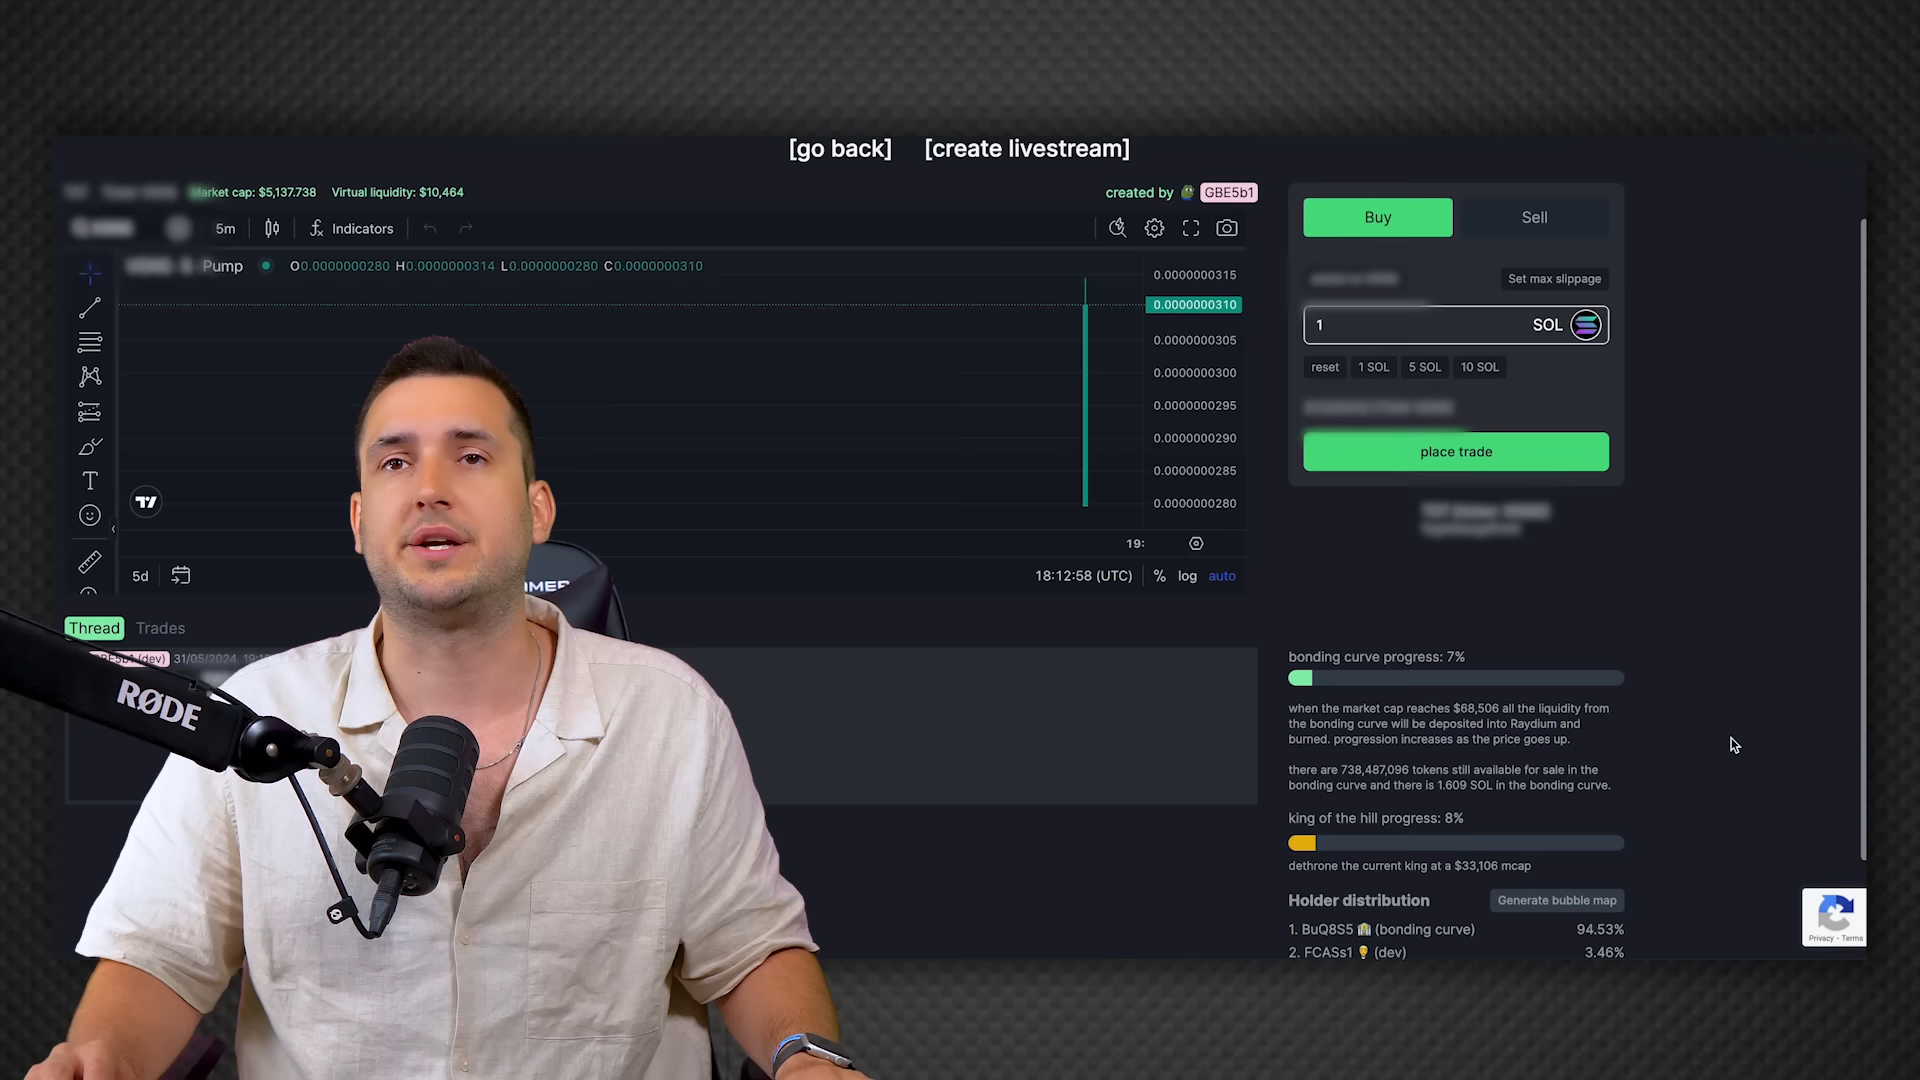 [go back] [create livestream]
Market cap: $5,137.738 Virtual liquidity: $10,464
created by GBE5b1
5m Indicators
Pump O0.0000000280 H0.0000000314 L0.0000000280 C0.0000000310
0.0000000315
0.0000000310
0.0000000305
0.0000000300
0.0000000295
0.0000000290
0.0000000285
0.0000000280
19:
5d 18:12:58 (UTC) % log auto
Buy Sell
Set max slippage
1 SOL
reset 1 SOL 5 SOL 10 SOL
place trade
Thread Trades
(dev) 31/05/2024
RØDE
bonding curve progress: 7%
when the market cap reaches $68,506 all the liquidity from
the bonding curve will be deposited into Raydium and
burned. progression increases as the price goes up.
there are 738,487,096 tokens still available for sale in the
bonding curve and there is 1.609 SOL in the bonding curve.
king of the hill progress: 8%
dethrone the current king at a $33,106 mcap
Holder distribution Generate bubble map
1. BuQ8S5 (bonding curve) 94.53%
2. FCASs1 (dev) 3.46%
Privacy - Terms